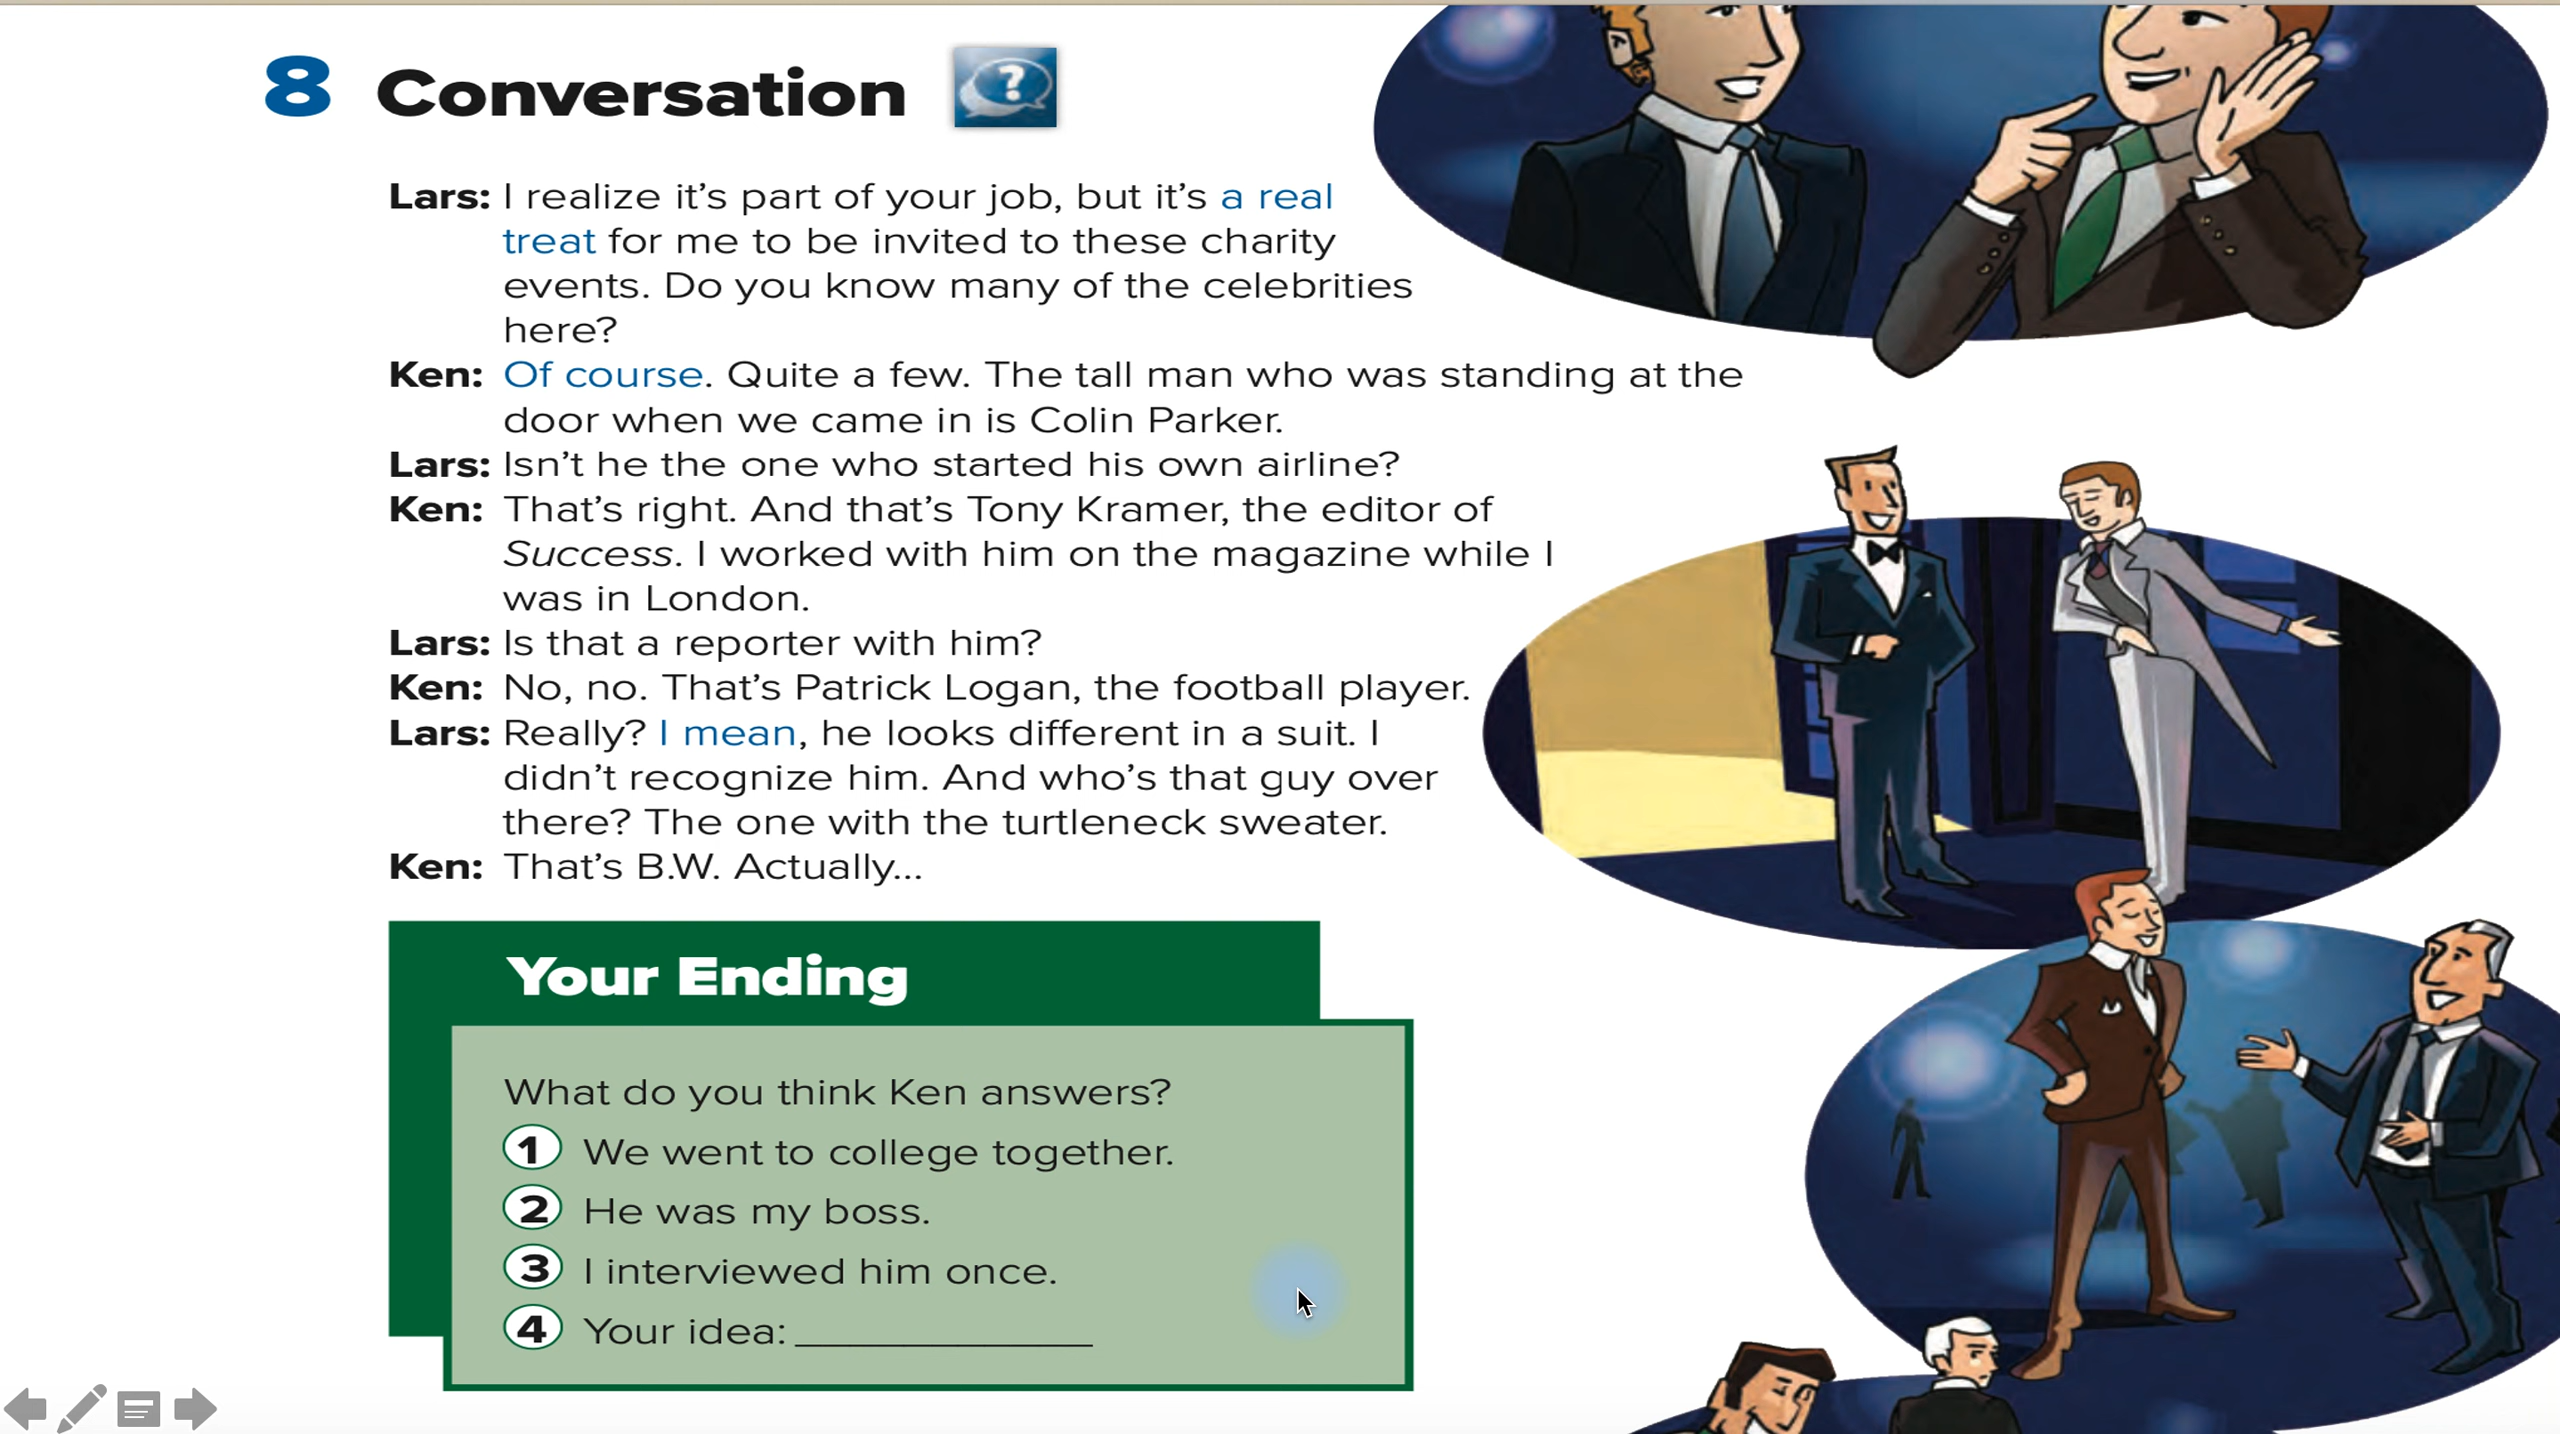 8 Conversation
?
Lars: I realize it's part of your job, but it's a real
treat for me to be invited to these charity
events. Do you know many of the celebrities
here?
Ken: Of course. Quite a few. The tall man who was standing at the
door when we came in is Colin Parker.
Lars: Isn't he the one who started his own airline?
Ken: That's right. And that's Tony Kramer, the editor of
Success. I worked with him on the magazine while I
was in London.
Lars: Is that a reporter with him?
Ken: No, no. That's Patrick Logan, the football player.
Lars: Really? I mean, he looks different in a suit. I
didn't recognize him. And who's that guy over
there? The one with the turtleneck sweater.
Ken: That's B.W. Actually...
Your Ending
What do you think Ken answers?
1 We went to college together.
2 He was my boss.
3 I interviewed him once.
4 Your idea: ______________